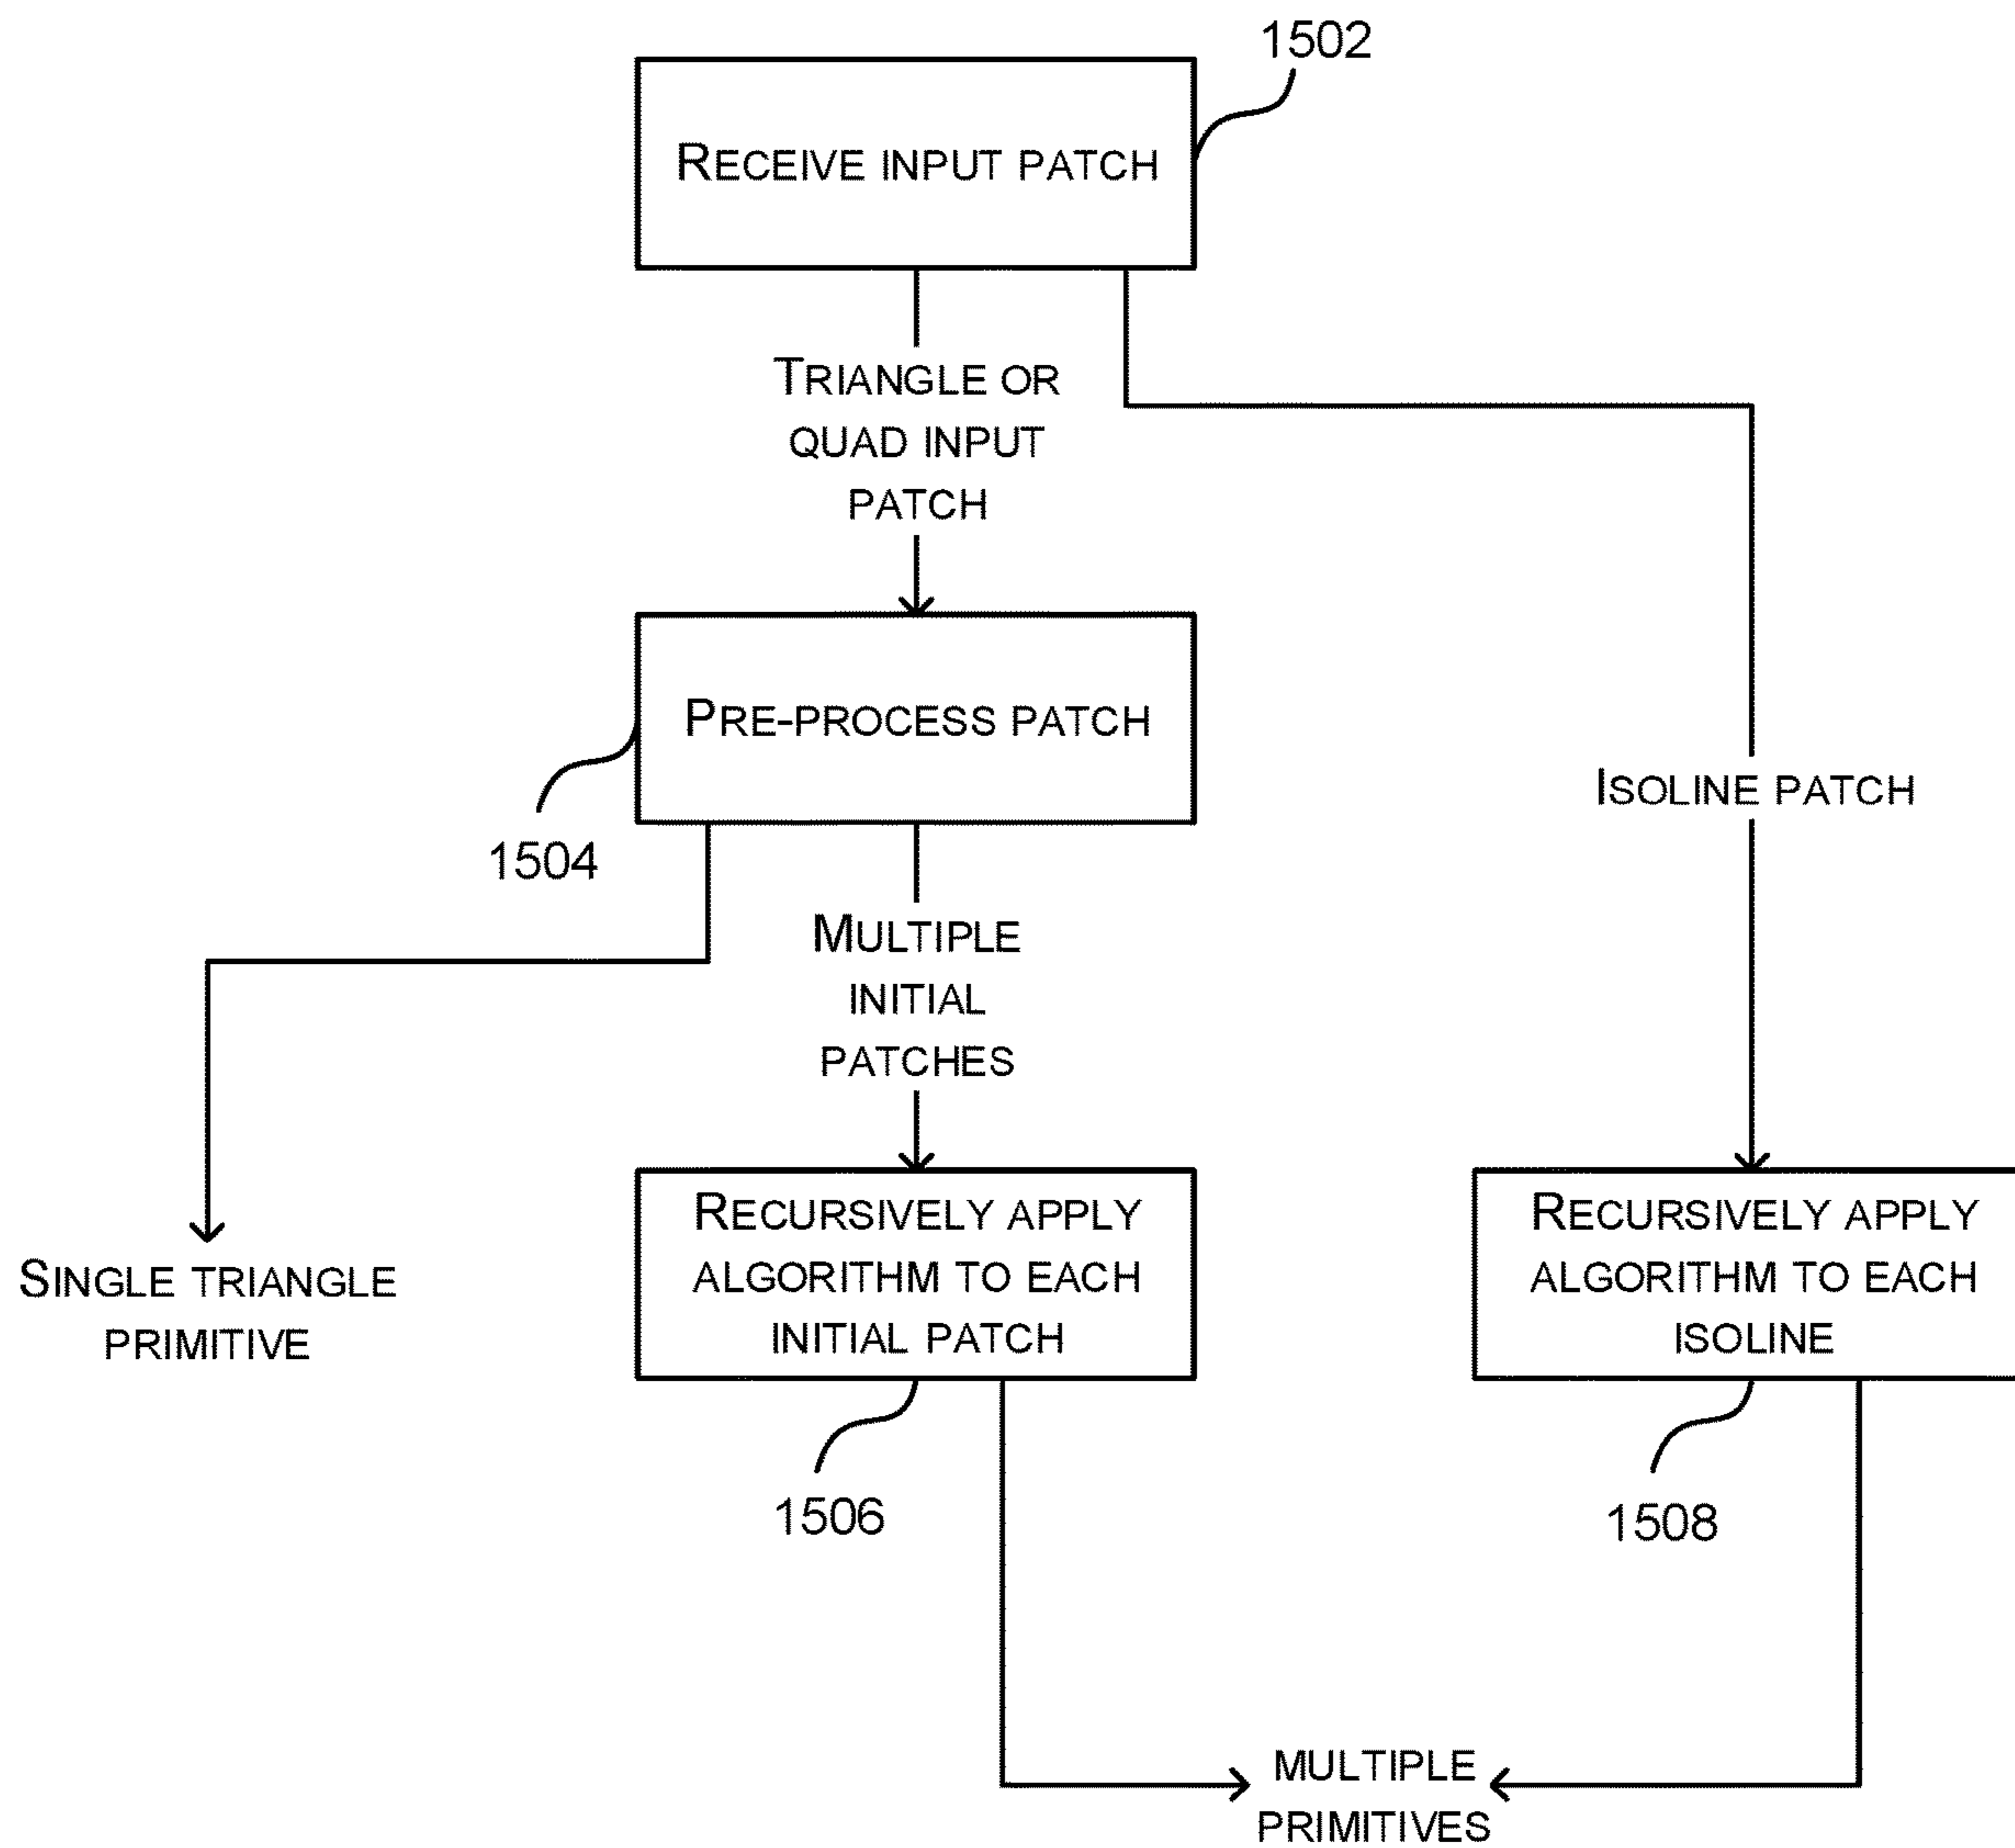 1502
RECEIVE INPUT PATCH
TRIANGLE OR
QUAD INPUT
PATCH
PRE-PROCESS PATCH
ISOLINE PATCH
1504
MULTIPLE
INITIAL
PATCHES
SINGLE TRIANGLE
PRIMITIVE
RECURSIVELY APPLY
ALGORITHM TO EACH
INITIAL PATCH
RECURSIVELY APPLY
ALGORITHM TO EACH
ISOLINE
1506
1508
MULTIPLE
PRIMITIVES